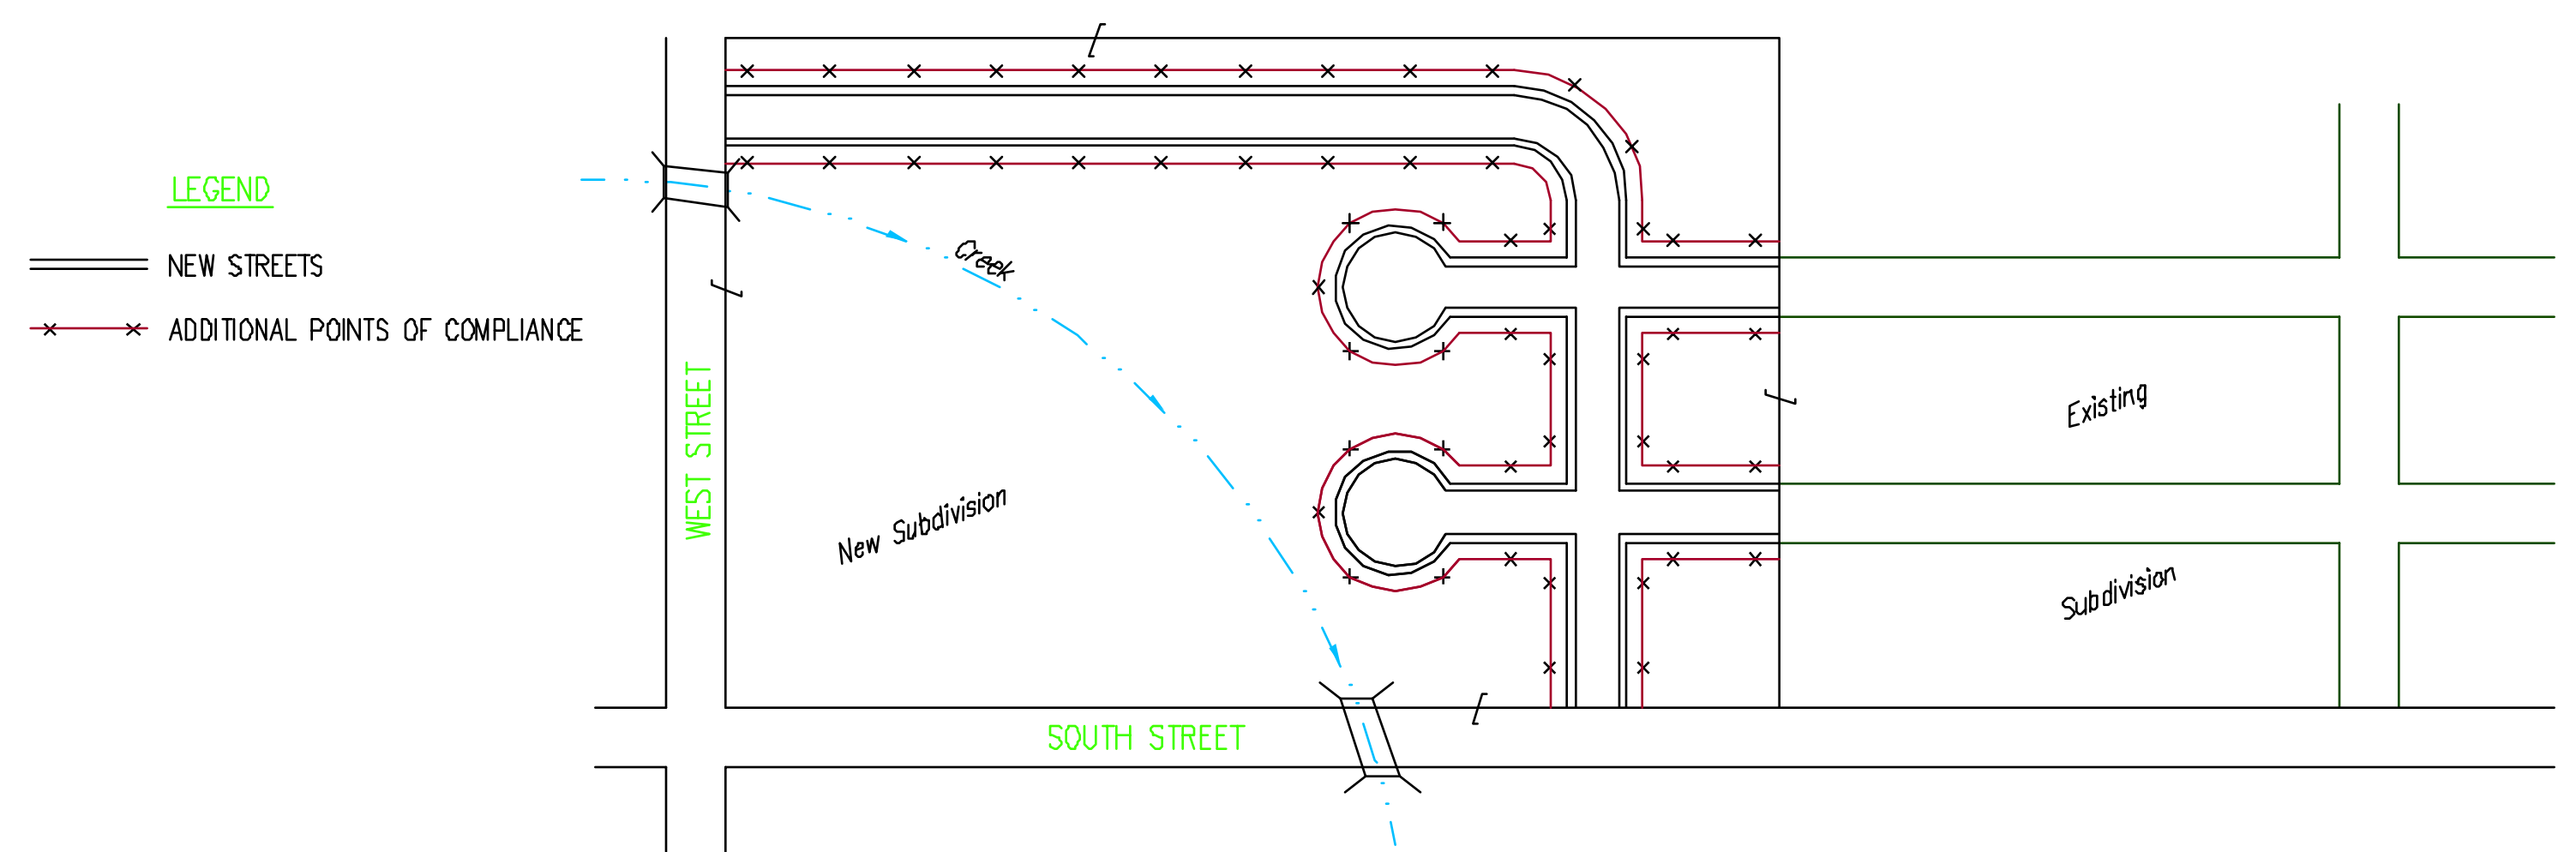 LEGEND
NEW STREETS
ADDITIONAL POINTS OF COMPLIANCE
Creek
WEST STREET
New Subdivision
SOUTH STREET
Existing
Subdivision